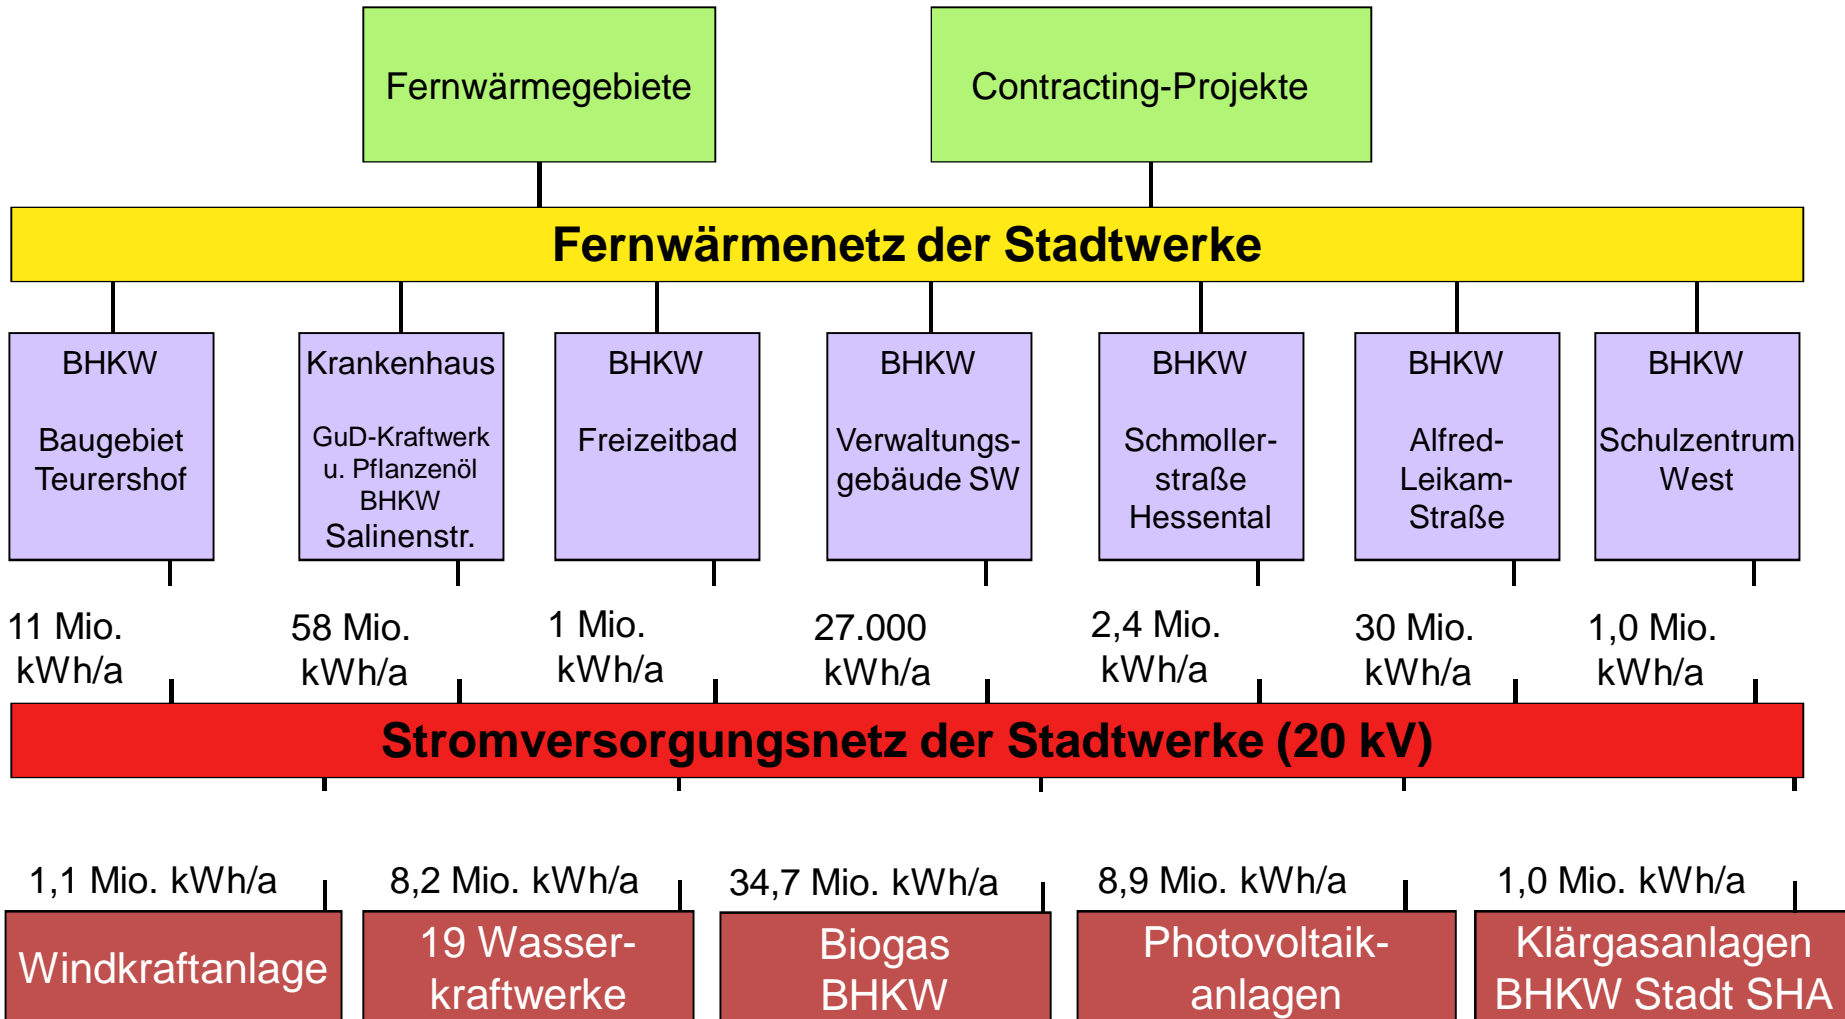 Fernwärmegebiete
Contracting-Projekte
Fernwärmenetz der Stadtwerke
BHKW
Baugebiet
Teurershof
Krankenhaus
GuD-Kraftwerk
u. Pflanzenöl
BHKW
Salinenstr.
BHKW
Freizeitbad
BHKW
Verwaltungs-
gebäude SW
BHKW
Schmoller-
straße
Hessental
BHKW
Alfred-
Leikam-
Straße
BHKW
Schulzentrum
West
11 Mio.
kWh/a
58 Mio.
kWh/a
1 Mio.
kWh/a
27.000
kWh/a
2,4 Mio.
kWh/a
30 Mio.
kWh/a
1,0 Mio.
kWh/a
Stromversorgungsnetz der Stadtwerke (20 kV)
1,1 Mio. kWh/a
8,2 Mio. kWh/a
34,7 Mio. kWh/a
8,9 Mio. kWh/a
1,0 Mio. kWh/a
Windkraftanlage
19 Wasser-
kraftwerke
Biogas
BHKW
Photovoltaik-
anlagen
Klärgasanlagen
BHKW Stadt SHA